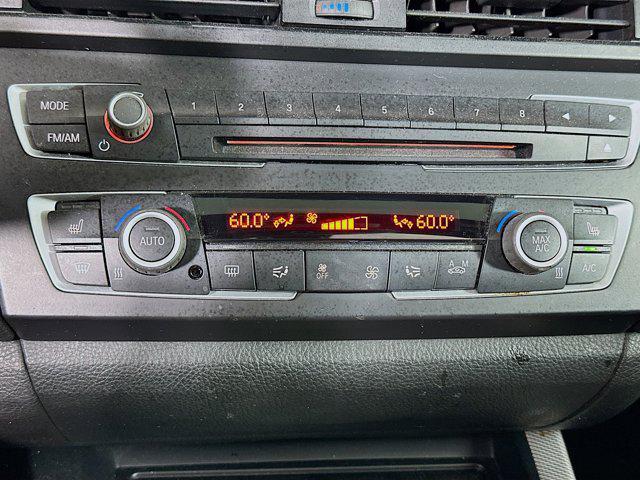 MODE 1 2 3 4 5 6 7 8
FM/AM
60.0° 60.0°
AUTO MAX A/C
OFF A M A/C